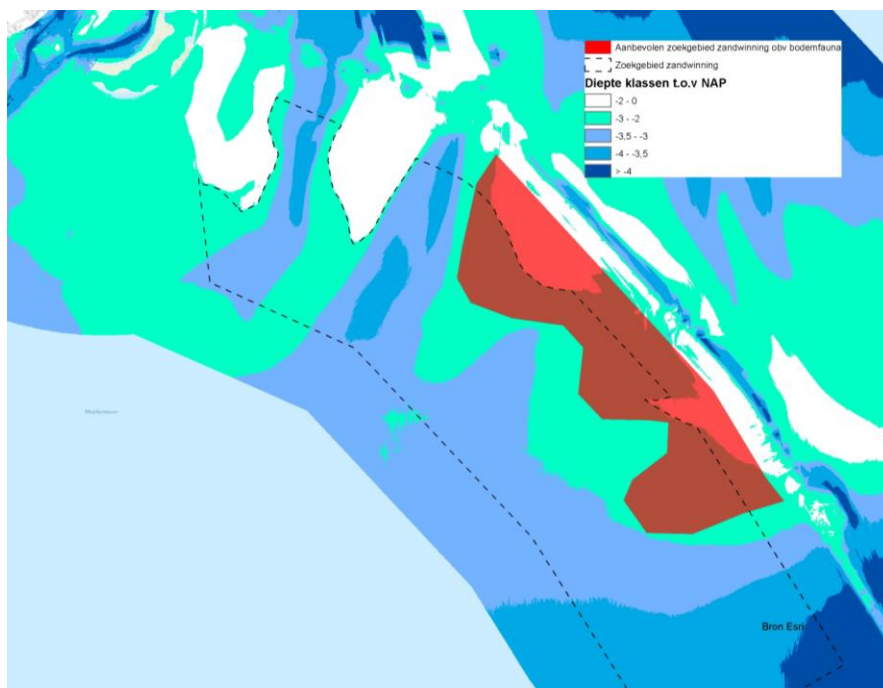 Aanbevolen zoekgebied zandwinning obv bodemfauna
Zoekgebied zandwinning
Diepte klassen t.o.v NAP
-2 - 0
-3 - -2
-3,5 - -3
-4 - -3,5
> -4
Markermeer
Bron Esri